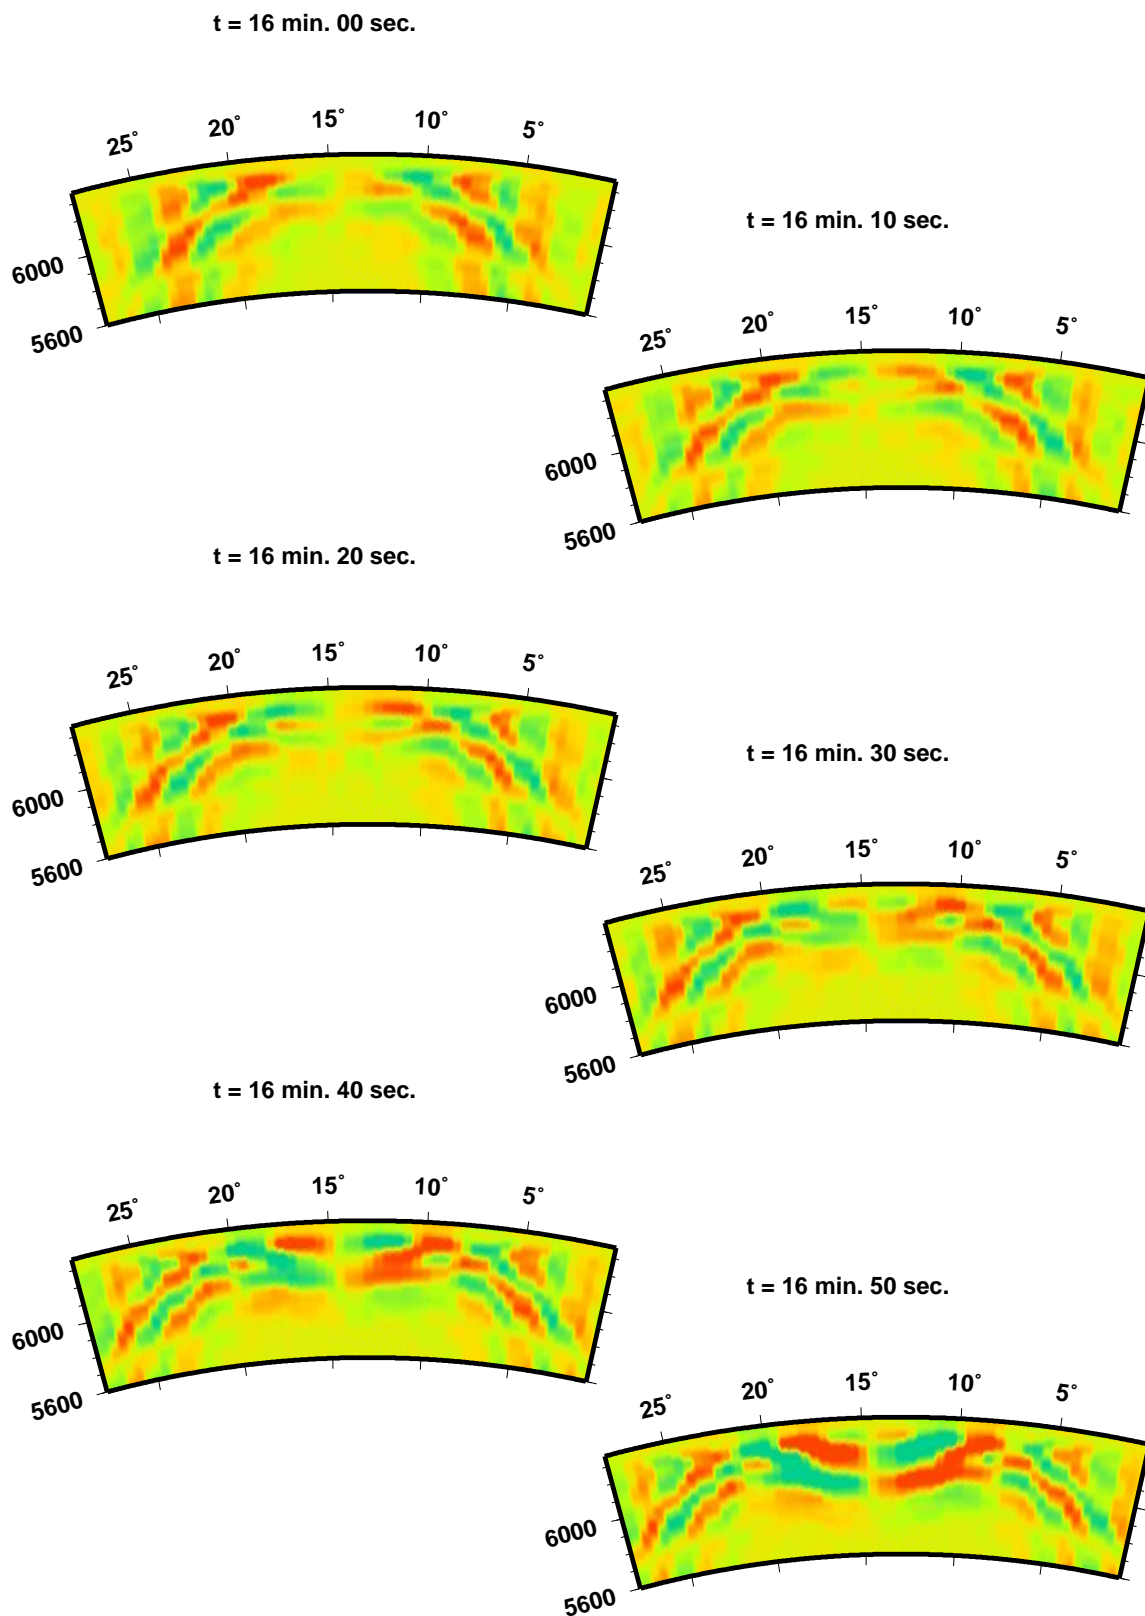 t = 16 min. 00 sec.
25° 20° 15° 10° 5°
6000
5600
t = 16 min. 10 sec.
25° 20° 15° 10° 5°
6000
5600
t = 16 min. 20 sec.
25° 20° 15° 10° 5°
6000
5600
t = 16 min. 30 sec.
25° 20° 15° 10° 5°
6000
5600
t = 16 min. 40 sec.
25° 20° 15° 10° 5°
6000
5600
t = 16 min. 50 sec.
25° 20° 15° 10° 5°
6000
5600